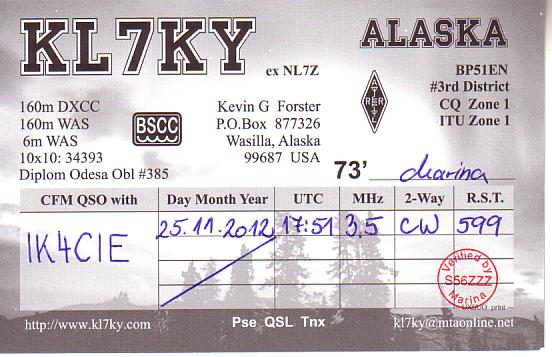 KL7KY
ex NL7Z
ALASKA
BP51EN
#3rd District
CQ Zone 1
ITU Zone 1
160m DXCC
160m WAS
6m WAS
10x10: 34393
Diplom Odesa Obl #385
BSCC
Kevin G Forster
P.O.Box 877326
Wasilla, Alaska
99687 USA
ARRL
73' Marina
CFM QSO with Day Month Year UTC MHz 2-Way R.S.T.
IK4CIE 25.11.2012 17:51 3.5 CW 599
Verified by
S56ZZZ
Marina
print
http://www.kl7ky.com Pse QSL Tnx kl7ky@mtaonline.net